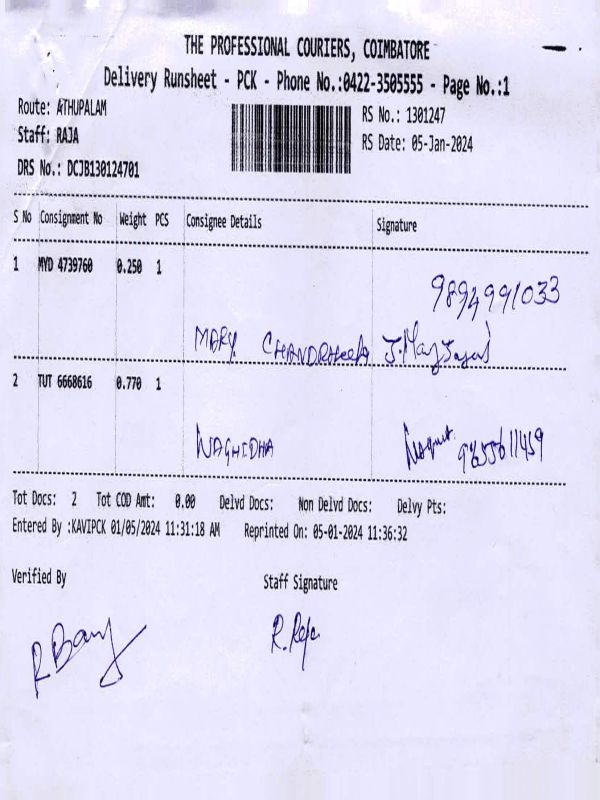 THE PROFESSIONAL COURIERS, COIMBATORE
Delivery Runsheet - PCK - Phone No.:0422-3505555 - Page No.:1
Route: ATHUPALAM
RS No.: 1301247
Staff: RAJA
RS Date: 05-Jan-2024
DRS No.: DCJB130124701
S No Consignment No Weight PCS Consignee Details Signature
1 MYD 4739760 0.250 1
9894991033
MARY CHANDRHeelA
2 TUT 6668616 0.770 1
NAGHIDHA 9855611459
Tot Docs: 2 Tot COD Amt: 0.00 Delvd Docs: Non Delvd Docs: Delvy Pts:
Entered By :KAVIPCK 01/05/2024 11:31:18 AM Reprinted On: 05-01-2024 11:36:32
Verified By Staff Signature
R. Raja